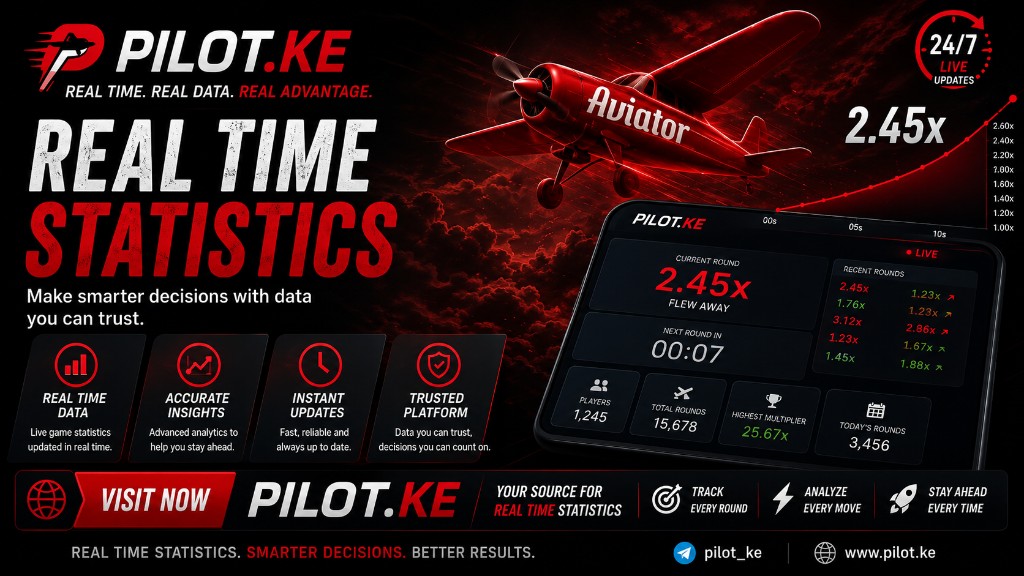 PILOT.KE
REAL TIME. REAL DATA. REAL ADVANTAGE.
REAL TIME
STATISTICS
Make smarter decisions with data
you can trust.
REAL TIME
DATA
Live game statistics
updated in real time.
ACCURATE
INSIGHTS
Advanced analytics to
help you stay ahead.
INSTANT
UPDATES
Fast, reliable and
always up to date.
TRUSTED
PLATFORM
Data you can trust,
decisions you can count on.
Aviator
24/7
LIVE
UPDATES
2.45x
2.60x
2.40x
2.20x
2.00x
1.60x
1.40x
1.20x
1.00x
00s 05s 10s
PILOT.KE
LIVE
CURRENT ROUND
2.45x
FLEW AWAY
NEXT ROUND IN
00:07
RECENT ROUNDS
2.45x 1.23x
1.76x 1.23x
3.12x 2.86x
1.23x 1.67x
1.45x 1.88x
PLAYERS
1,245
TOTAL ROUNDS
15,678
HIGHEST MULTIPLIER
25.67x
TODAY'S ROUNDS
3,456
VISIT NOW
PILOT.KE
YOUR SOURCE FOR
REAL TIME STATISTICS
TRACK
EVERY ROUND
ANALYZE
EVERY MOVE
STAY AHEAD
EVERY TIME
REAL TIME STATISTICS. SMARTER DECISIONS. BETTER RESULTS.
pilot_ke
www.pilot.ke